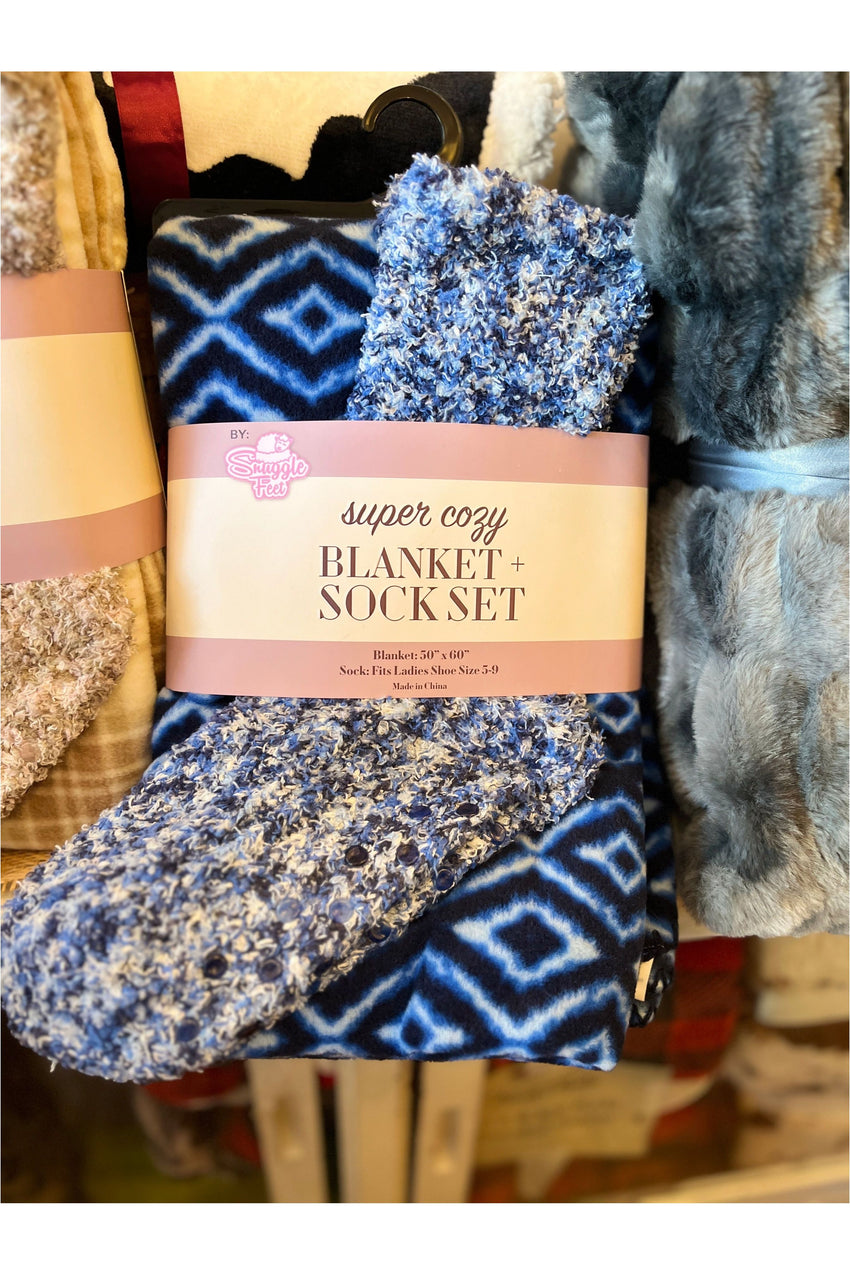 BY:
Snuggle
Feet
super cozy
BLANKET +
SOCK SET
Blanket: 50” x 60”
Sock: Fits Ladies Shoe Size 5-9
Made in China